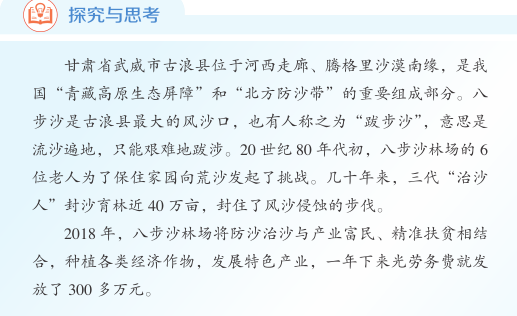 探究与思考
甘肃省武威市古浪县位于河西走廊、腾格里沙漠南缘，是我
国“青藏高原生态屏障”和“北方防沙带”的重要组成部分。八
步沙是古浪县最大的风沙口，也有人称之为“跋步沙”，意思是
流沙遍地，只能艰难地跋涉。20 世纪 80 年代初，八步沙林场的 6
位老人为了保住家园向荒沙发起了挑战。几十年来，三代“治沙
人”封沙育林近 40 万亩，封住了风沙侵蚀的步伐。
2018 年，八步沙林场将防沙治沙与产业富民、精准扶贫相结
合，种植各类经济作物，发展特色产业，一年下来光劳务费就发
放了 300 多万元。